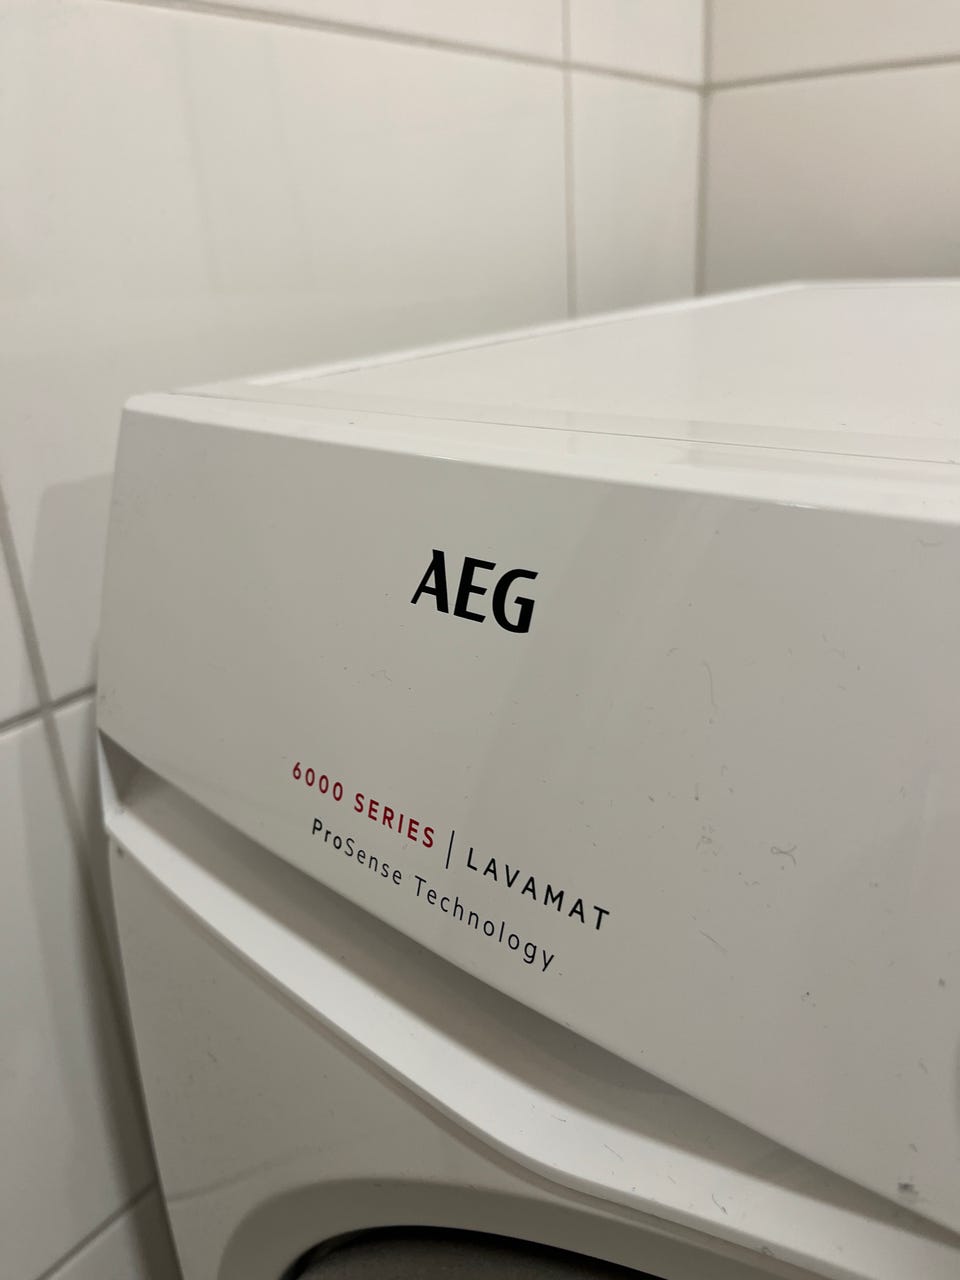 AEG
6000 SERIES | LAVAMAT
ProSense Technology